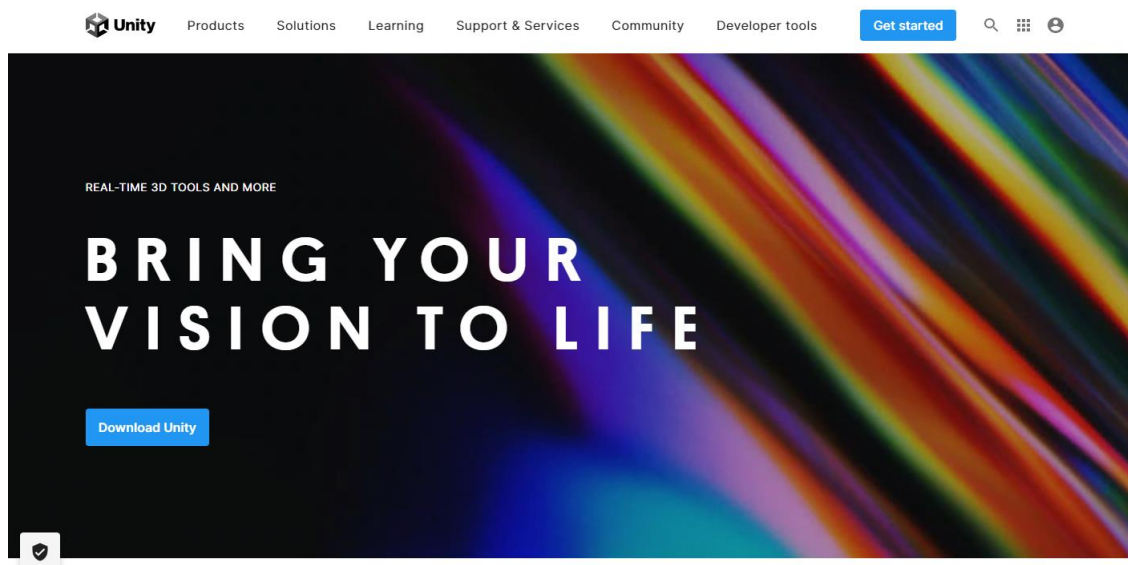 Unity Products Solutions Learning Support & Services Community Developer tools Get started
REAL-TIME 3D TOOLS AND MORE
BRING YOUR
VISION TO LIFE
Download Unity